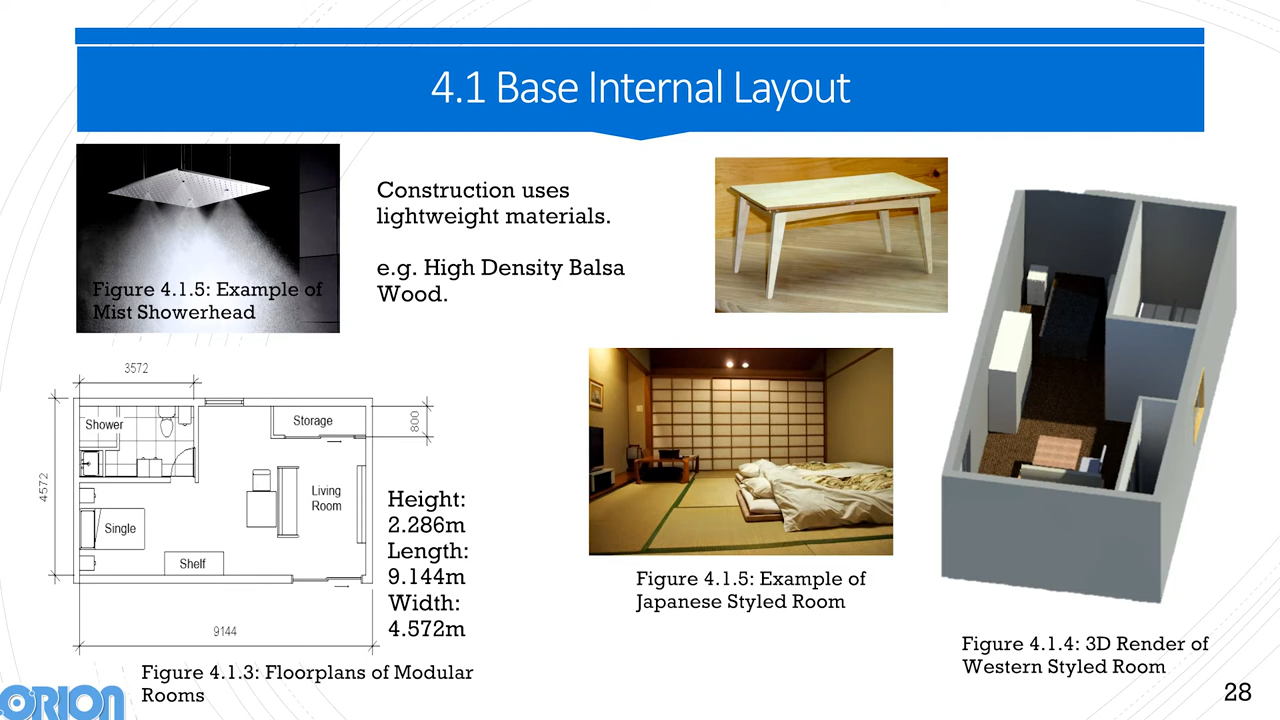 4.1 Base Internal Layout
Figure 4.1.5: Example of
Mist Showerhead
Construction uses
lightweight materials.
e.g. High Density Balsa
Wood.
3572
4572
800
9144
Shower
Storage
Living
Room
Single
Shelf
Height:
2.286m
Length:
9.144m
Width:
4.572m
Figure 4.1.3: Floorplans of Modular
Rooms
Figure 4.1.5: Example of
Japanese Styled Room
Figure 4.1.4: 3D Render of
Western Styled Room
ORION
28